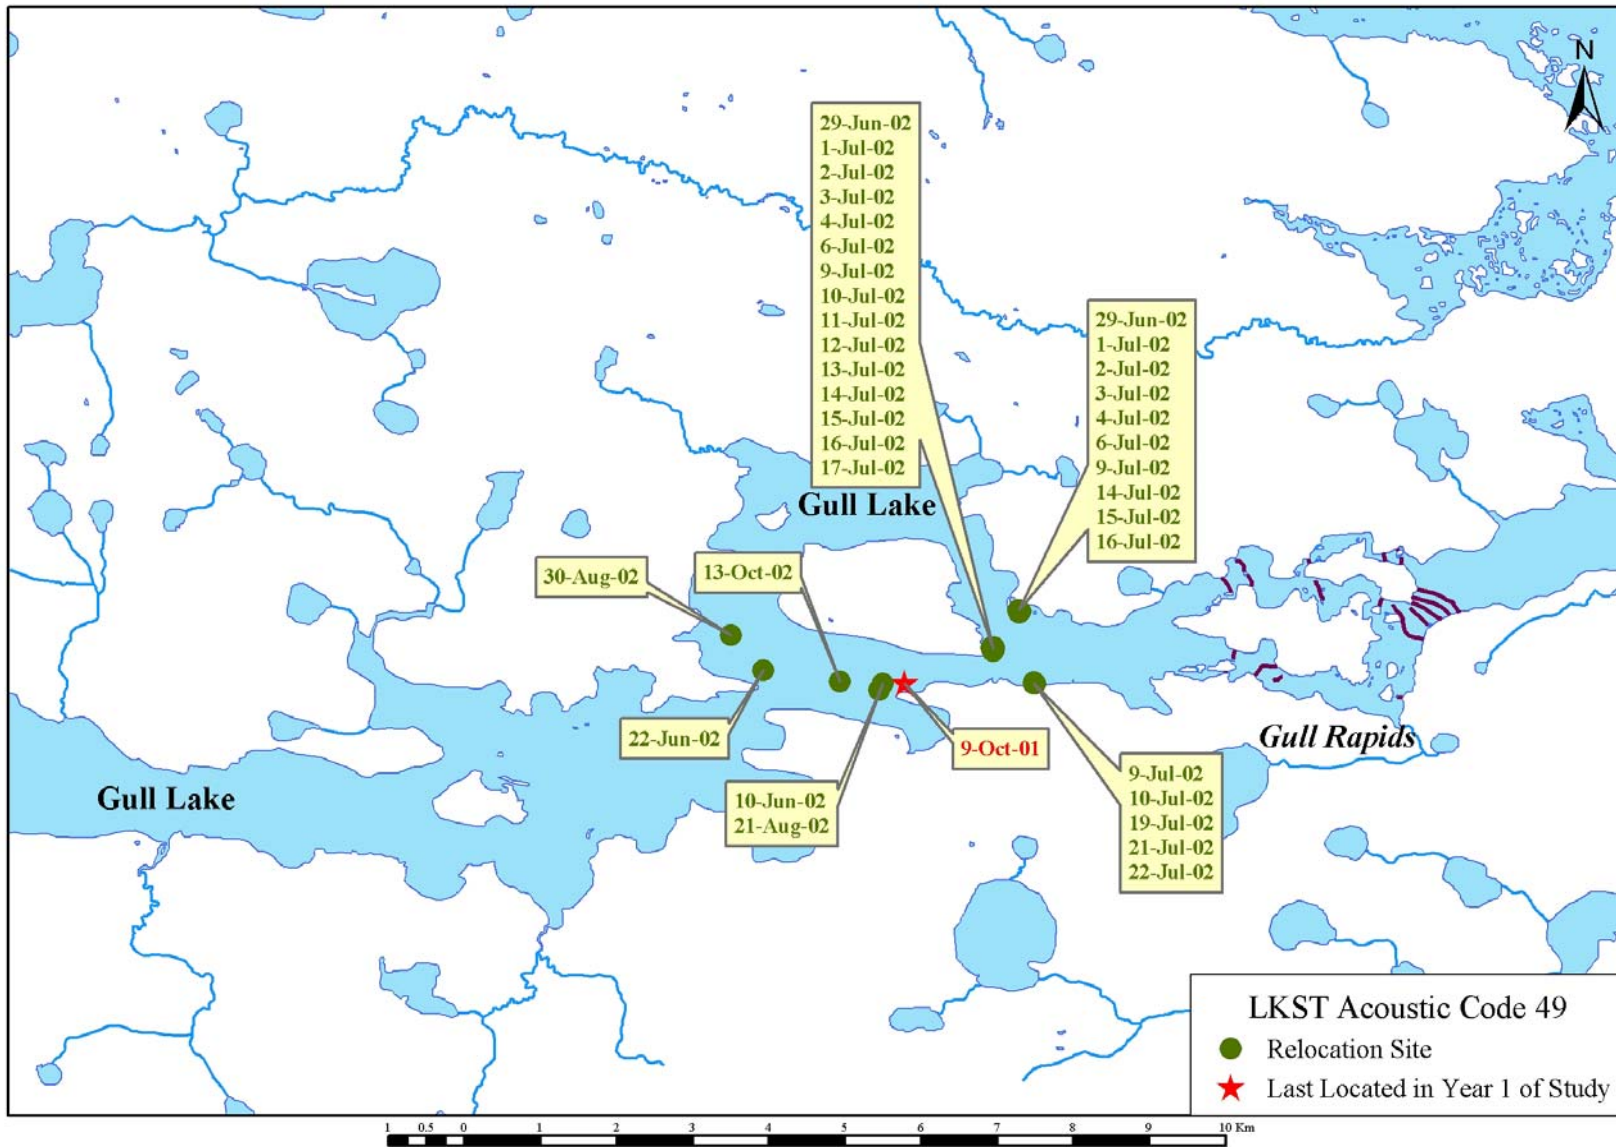 N
29-Jun-02
1-Jul-02
2-Jul-02
3-Jul-02
4-Jul-02
6-Jul-02
9-Jul-02
10-Jul-02
11-Jul-02
12-Jul-02
13-Jul-02
14-Jul-02
15-Jul-02
16-Jul-02
17-Jul-02
29-Jun-02
1-Jul-02
2-Jul-02
3-Jul-02
4-Jul-02
6-Jul-02
9-Jul-02
14-Jul-02
15-Jul-02
16-Jul-02
Gull Lake
30-Aug-02
13-Oct-02
22-Jun-02
9-Oct-01
Gull Rapids
Gull Lake
10-Jun-02
21-Aug-02
9-Jul-02
10-Jul-02
19-Jul-02
21-Jul-02
22-Jul-02
LKST Acoustic Code 49
Relocation Site
Last Located in Year 1 of Study
1 0.5 0 1 2 3 4 5 6 7 8 9 10 Km